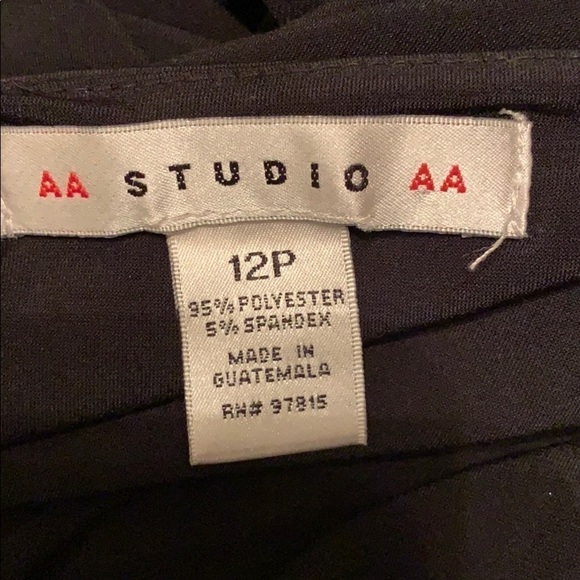 AA STUDIO AA
12P
95% POLYESTER
5% SPANDEX
MADE IN
GUATEMALA
RN# 97815